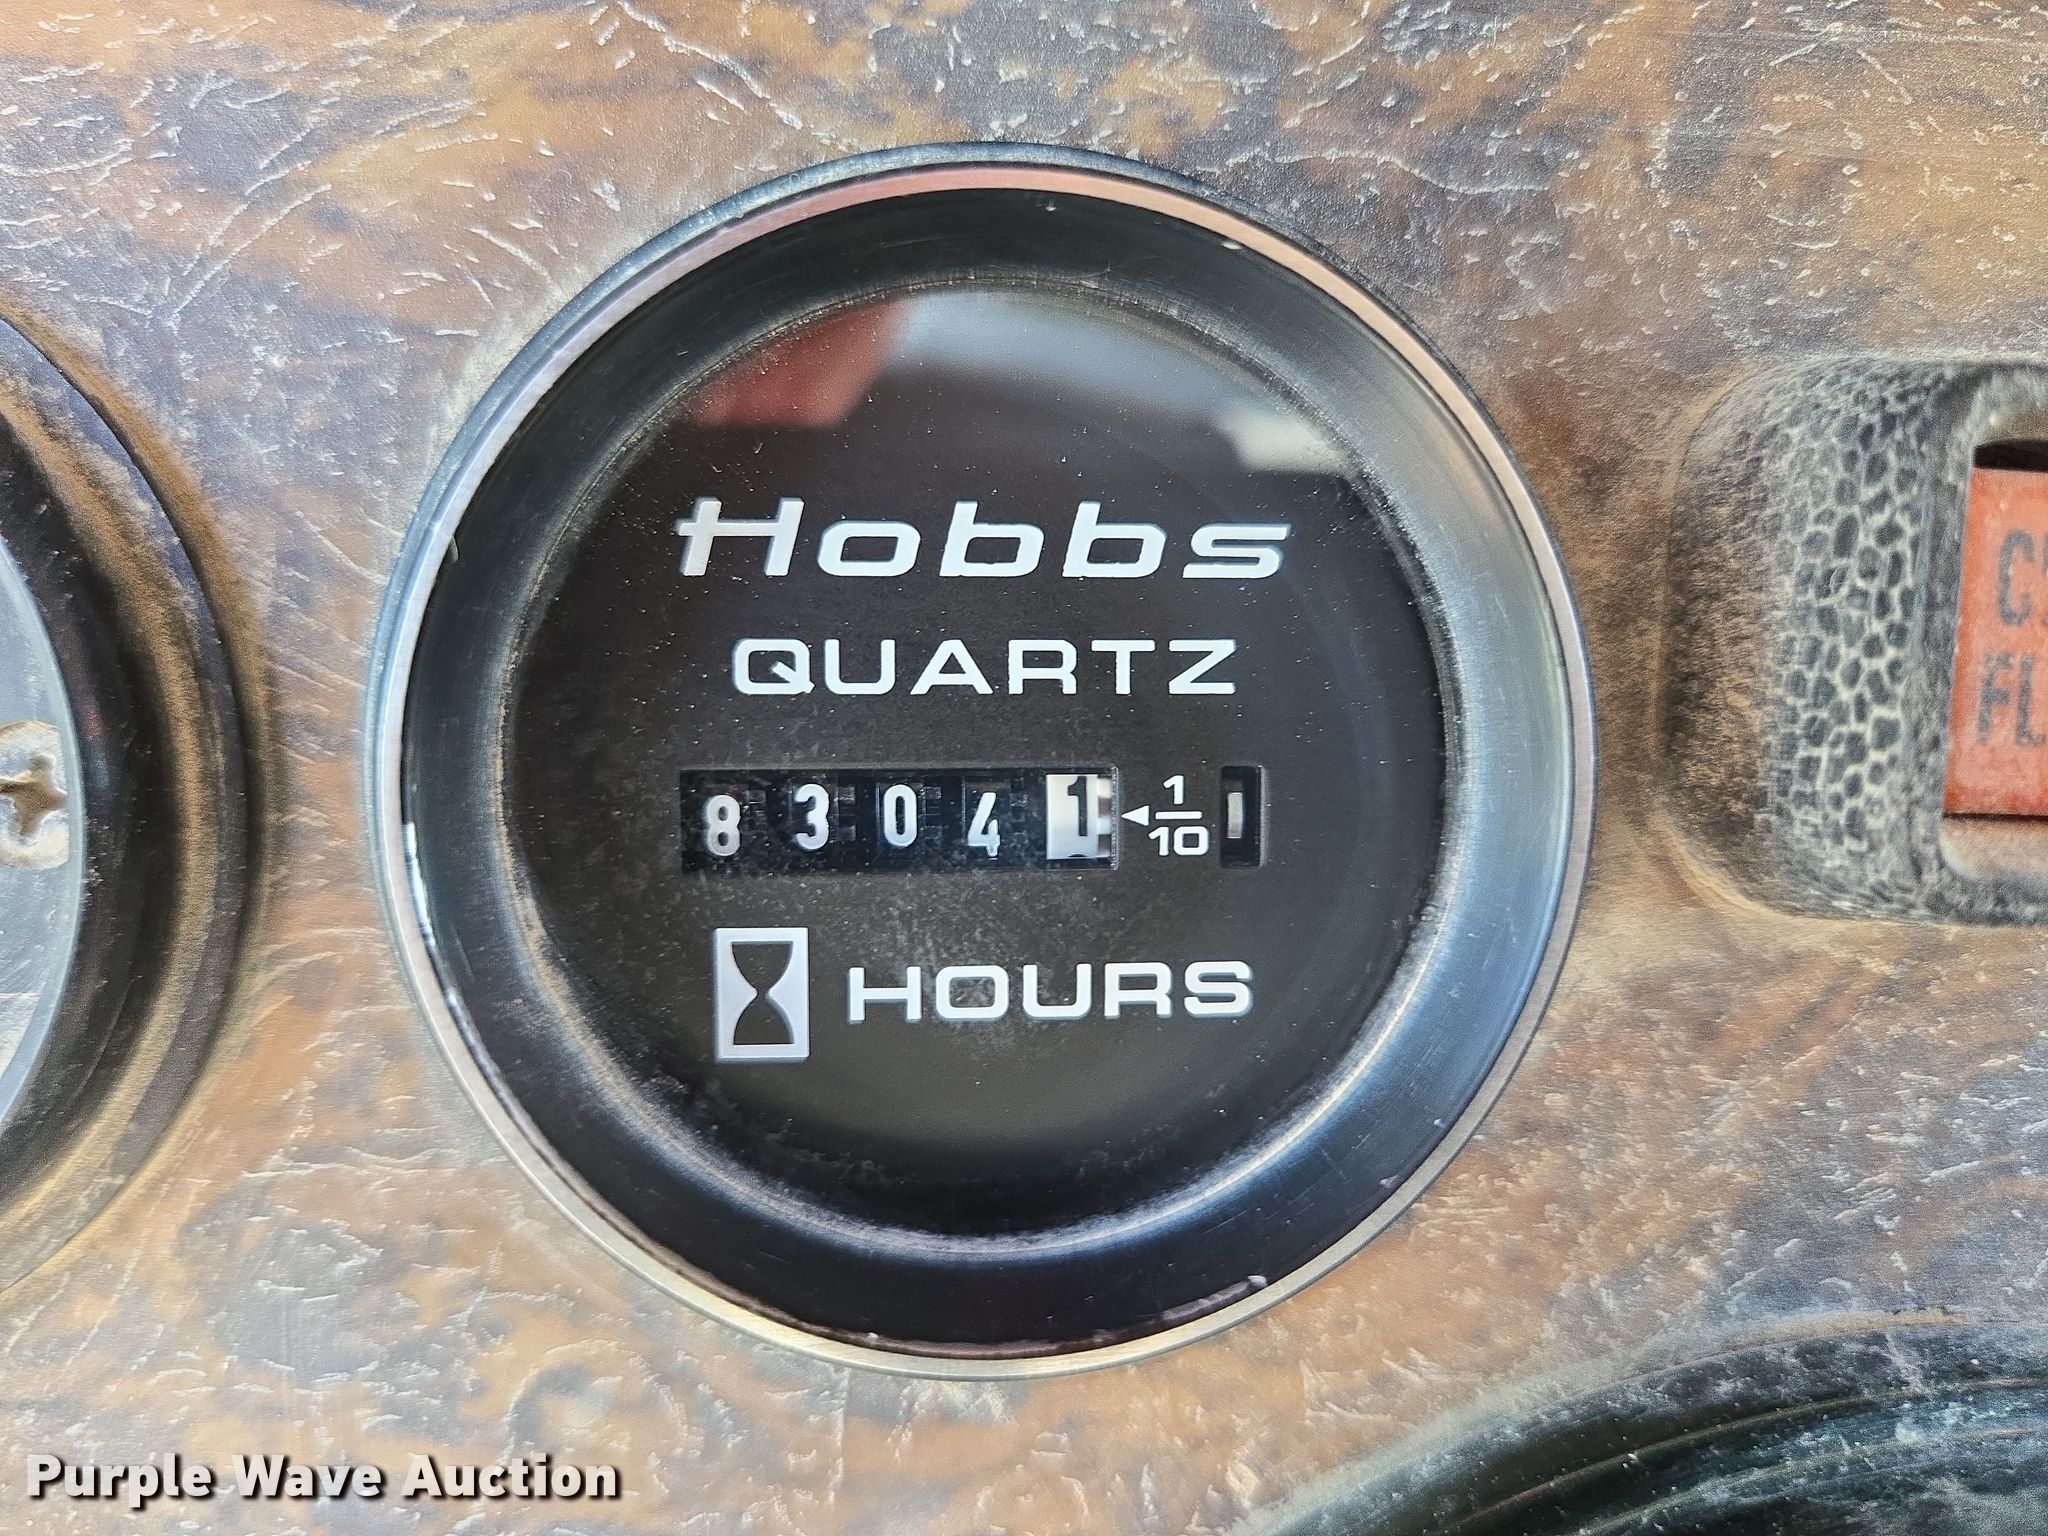 Hobbs
QUARTZ
8 3 0 4 1 ◄1/10
HOURS
Purple Wave Auction